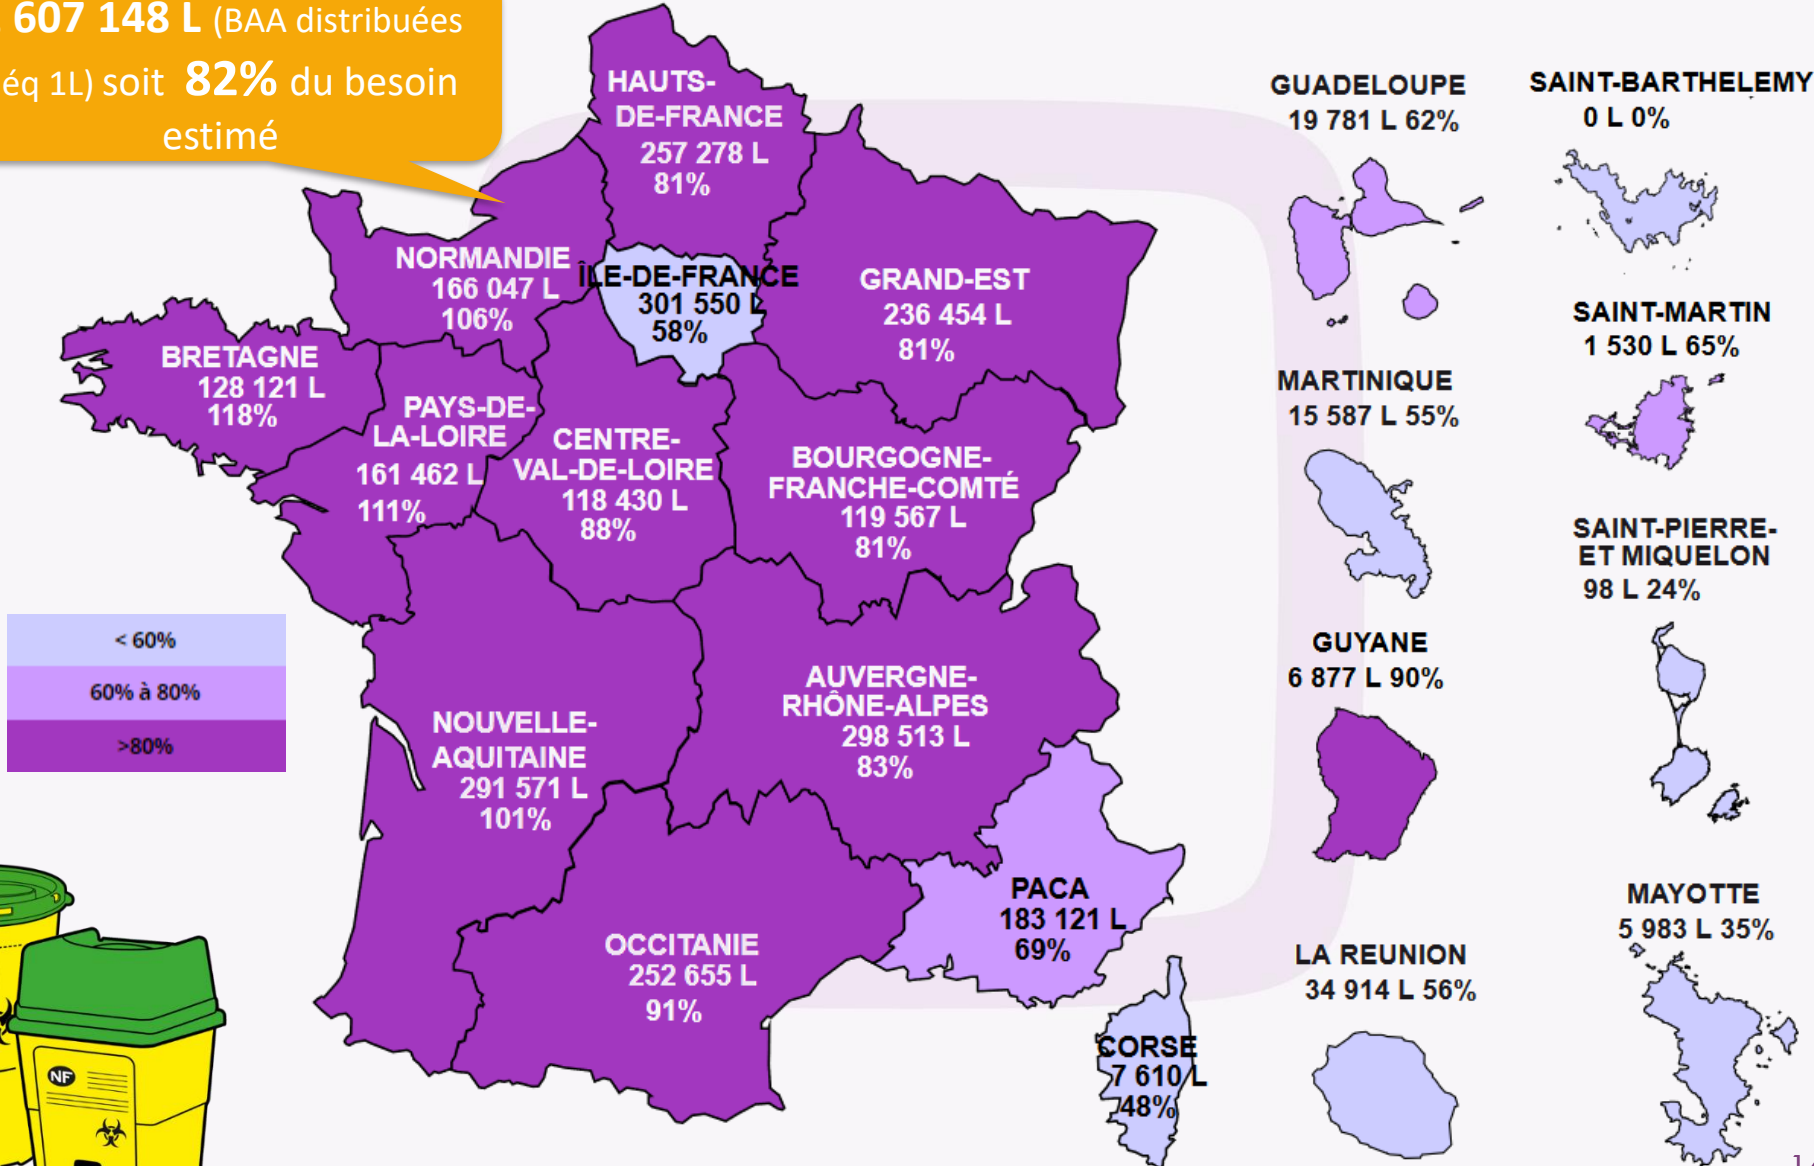 607 148 L (BAA distribuées
éq 1L) soit 82% du besoin
estimé
HAUTS-
DE-FRANCE
257 278 L
81%
NORMANDIE
166 047 L
106%
ÎLE-DE-FRANCE
301 550 L
58%
GRAND-EST
236 454 L
81%
BRETAGNE
128 121 L
118%
PAYS-DE-
LA-LOIRE
161 462 L
111%
CENTRE-
VAL-DE-LOIRE
118 430 L
88%
BOURGOGNE-
FRANCHE-COMTÉ
119 567 L
81%
< 60%
60% à 80%
>80%
NOUVELLE-
AQUITAINE
291 571 L
101%
AUVERGNE-
RHÔNE-ALPES
298 513 L
83%
OCCITANIE
252 655 L
91%
PACA
183 121 L
69%
CORSE
7 610 L
48%
GUADELOUPE
19 781 L 62%
SAINT-BARTHELEMY
0 L 0%
SAINT-MARTIN
1 530 L 65%
MARTINIQUE
15 587 L 55%
SAINT-PIERRE-
ET MIQUELON
98 L 24%
GUYANE
6 877 L 90%
MAYOTTE
5 983 L 35%
LA REUNION
34 914 L 56%
NF